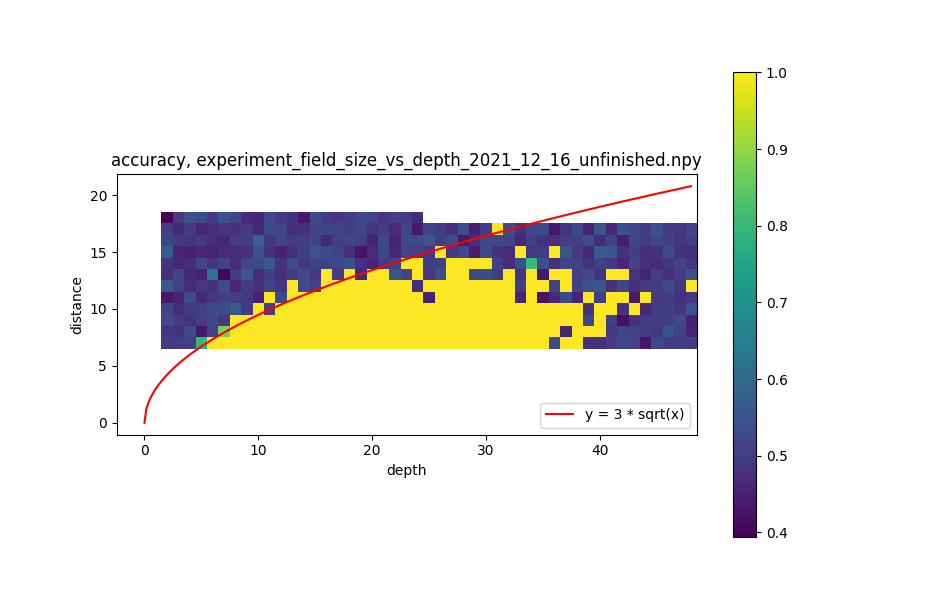 accuracy, experiment_field_size_vs_depth_2021_12_16_unfinished.npy
distance
20
15
10
5
0
0 10 20 30 40
depth
y = 3 * sqrt(x)
1.0
0.9
0.8
0.7
0.6
0.5
0.4